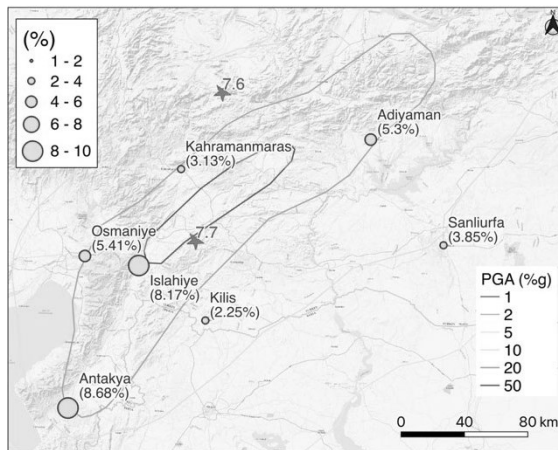 (%)
1 - 2
2 - 4
4 - 6
6 - 8
8 - 10
7.6
Adiyaman
(5.3%)
Kahramanmaras
(3.13%)
Osmaniye
(5.41%)
7.7
Sanliurfa
(3.85%)
Islahiye
(8.17%)
Kilis
(2.25%)
PGA (%g)
1
2
5
10
20
50
Antakya
(8.68%)
0 40 80 km